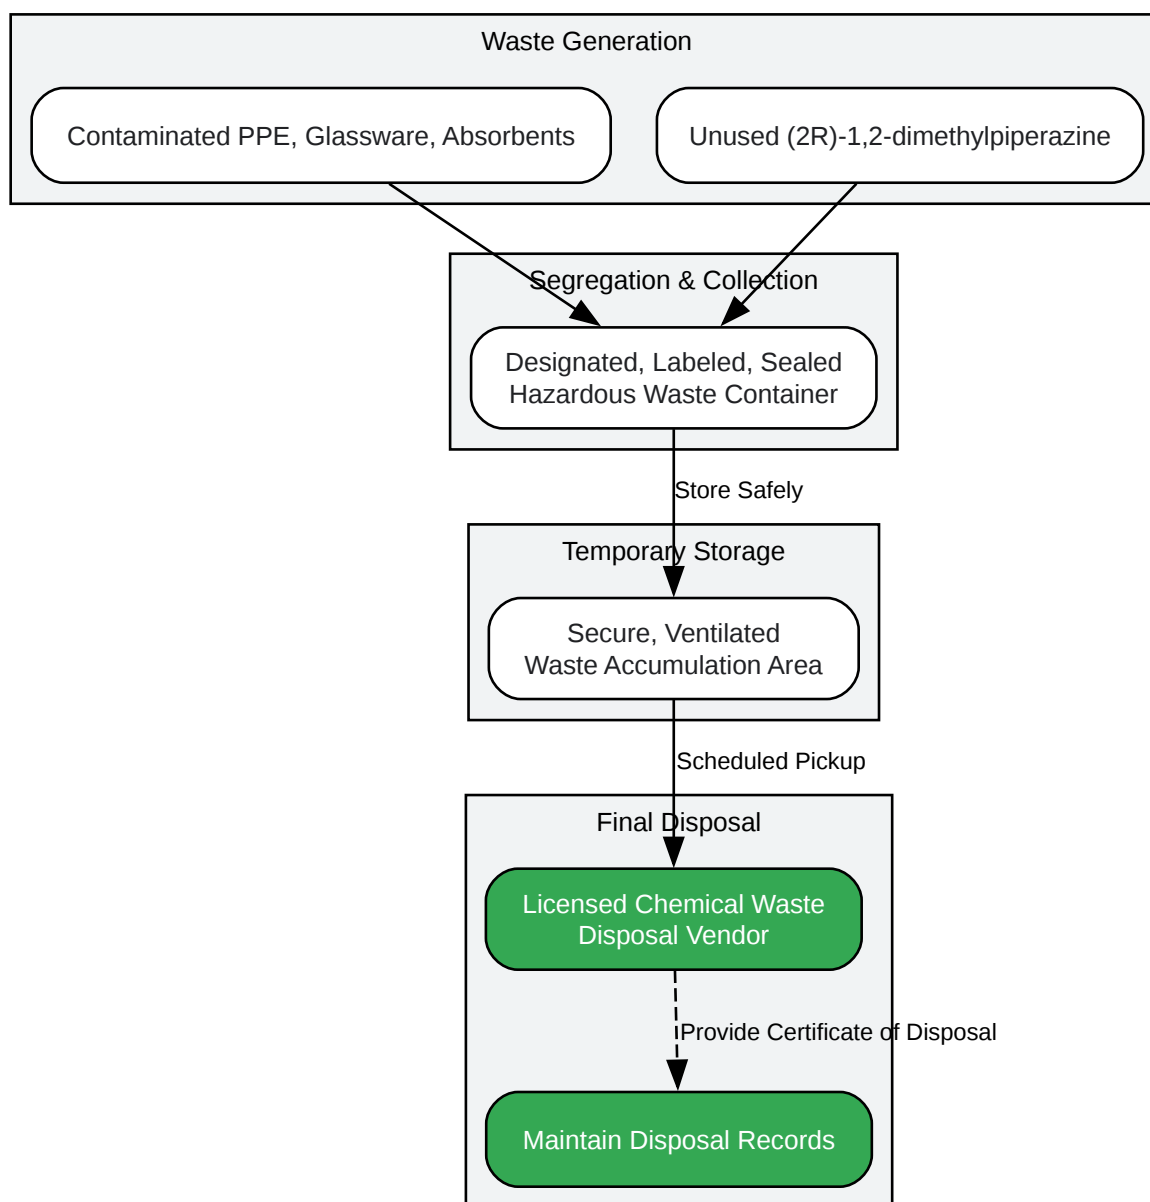 Waste Generation
Contaminated PPE, Glassware, Absorbents
Unused (2R)-1,2-dimethylpiperazine
Segregation & Collection
Designated, Labeled, Sealed
Hazardous Waste Container
Store Safely
Temporary Storage
Secure, Ventilated
Waste Accumulation Area
Scheduled Pickup
Final Disposal
Licensed Chemical Waste
Disposal Vendor
Provide Certificate of Disposal
Maintain Disposal Records